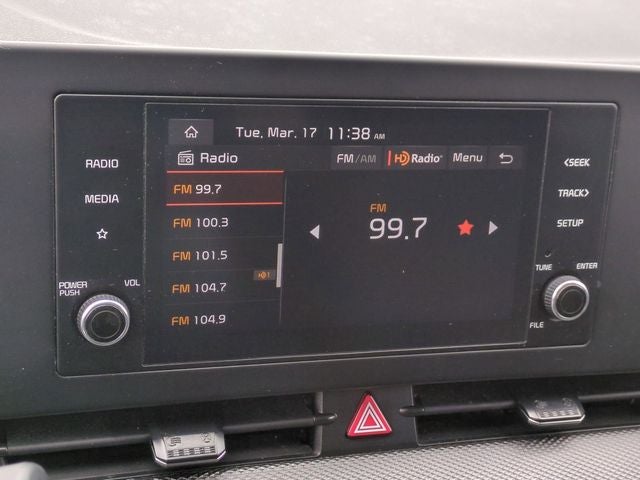 Tue, Mar. 17 11:38 AM
Radio FM/AM HD Radio® Menu
RADIO
MEDIA
FM 99.7
FM 100.3
FM 101.5
HD1
FM 104.7
FM 104.9
FM
99.7
<SEEK
TRACK>
SETUP
POWER
PUSH
VOL
TUNE
ENTER
FILE